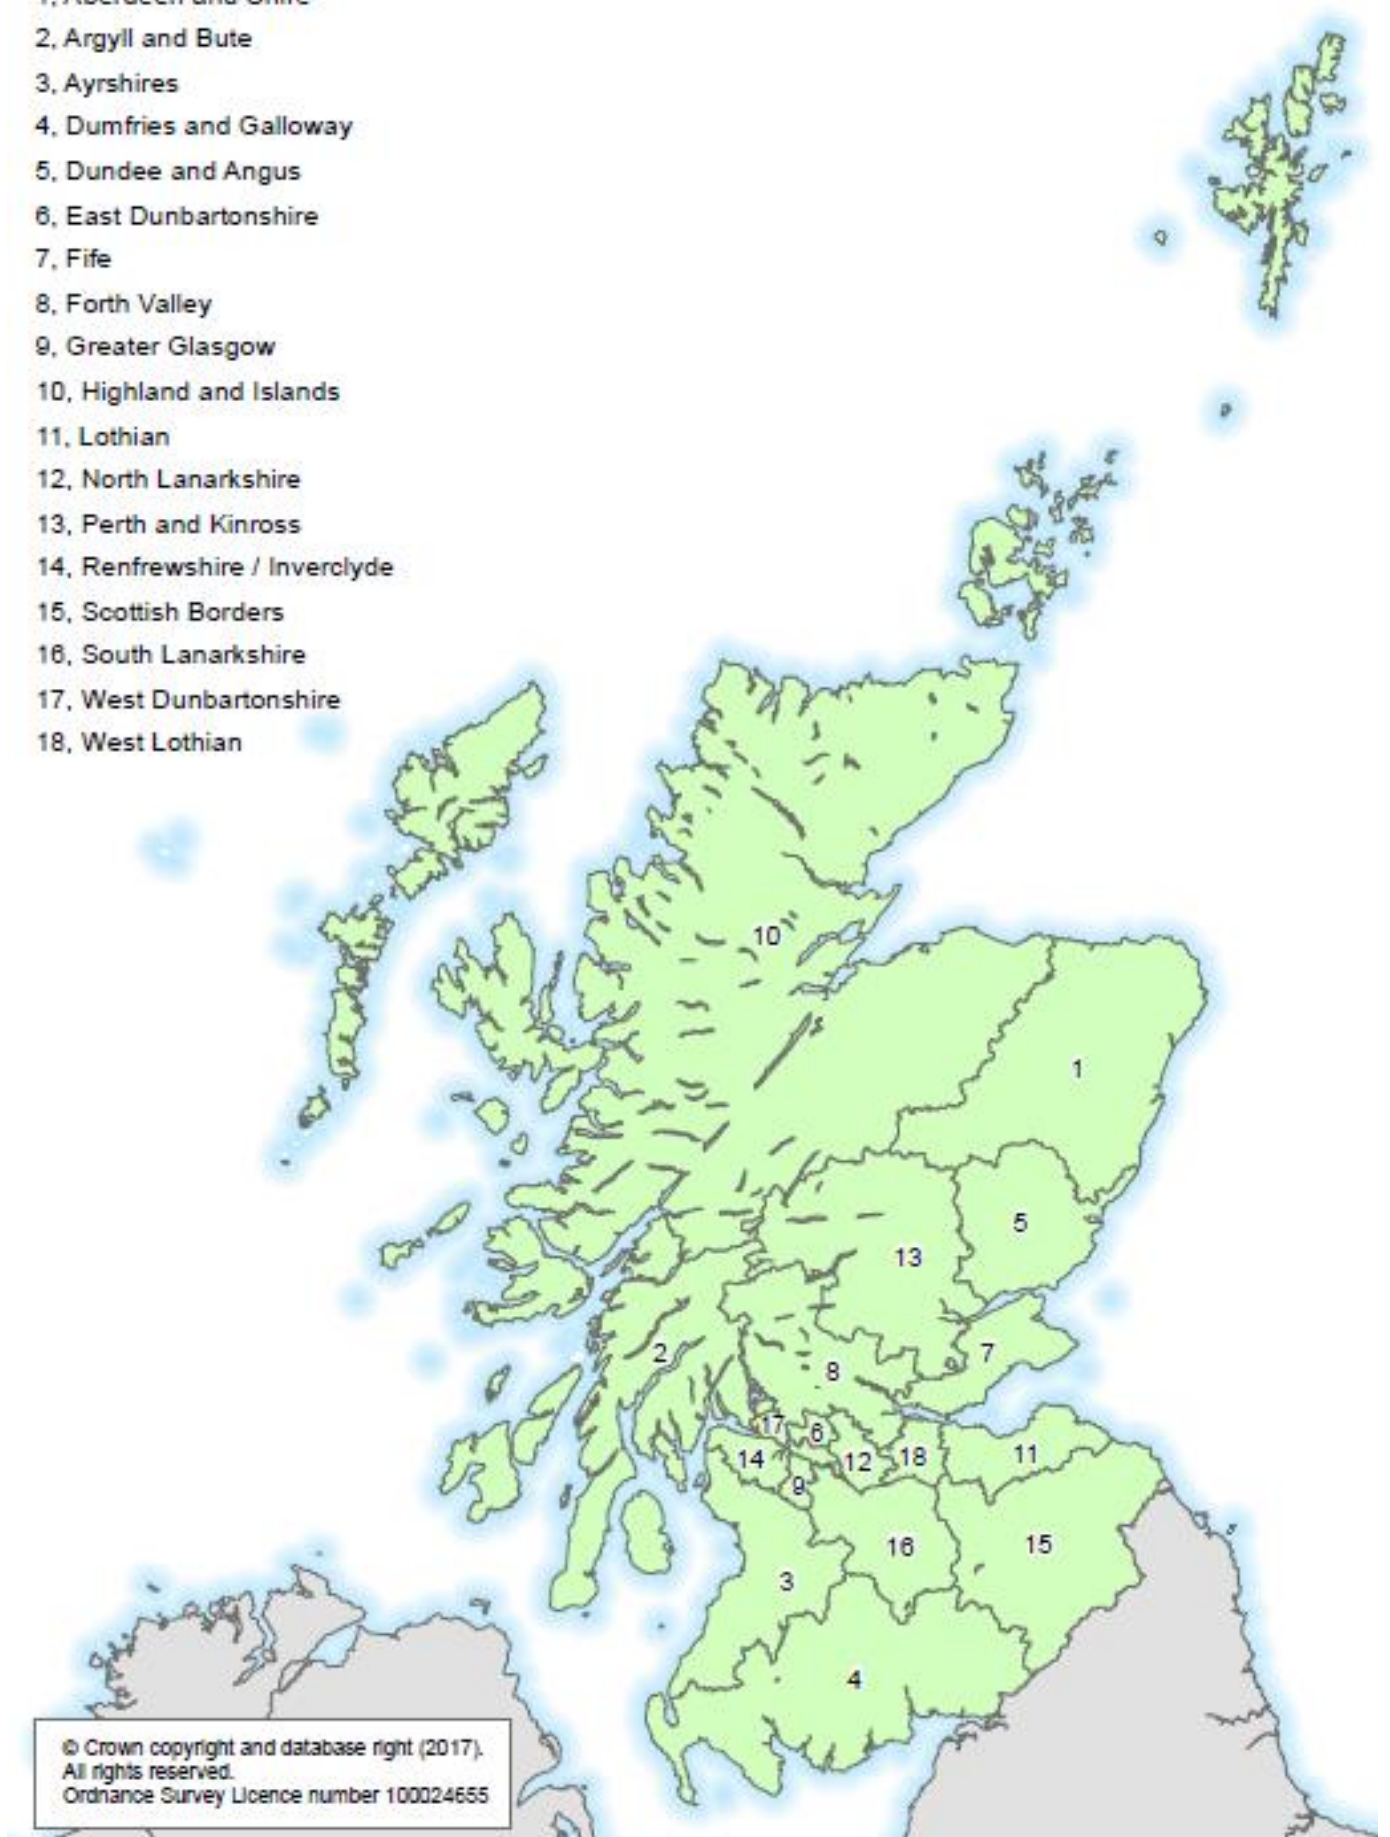 1, Aberdeen and Shire
2, Argyll and Bute
3, Ayrshires
4, Dumfries and Galloway
5, Dundee and Angus
6, East Dunbartonshire
7, Fife
8, Forth Valley
9, Greater Glasgow
10, Highland and Islands
11, Lothian
12, North Lanarkshire
13, Perth and Kinross
14, Renfrewshire / Inverclyde
15, Scottish Borders
16, South Lanarkshire
17, West Dunbartonshire
18, West Lothian
10
1
5
13
2
7
8
17
6
14
12
18
11
9
16
15
3
4
© Crown copyright and database right (2017).
All rights reserved.
Ordnance Survey Licence number 100024655